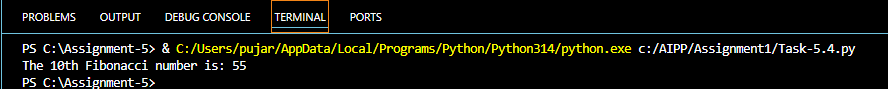 PROBLEMS OUTPUT DEBUG CONSOLE TERMINAL PORTS
PS C:\Assignment-5> & C:/Users/pujar/AppData/Local/Programs/Python/Python314/python.exe c:/AIPP/Assignment1/Task-5.4.py
The 10th Fibonacci number is: 55
PS C:\Assignment-5>